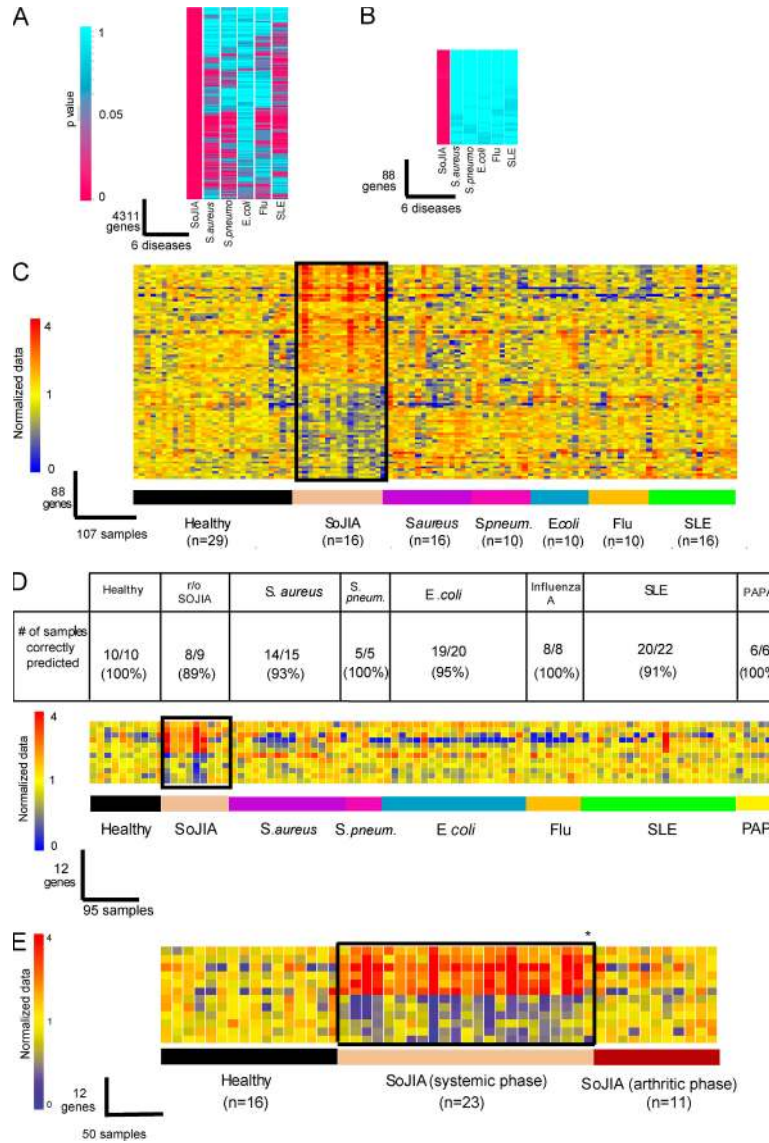 A
1
0.05
0
p value
4311
genes
6 diseases
SoJIA
S.aureus
S.pneumo
E.coli
Flu
SLE
B
88
genes
6 diseases
SoJIA
S.aureus
S.pneumo
E.coli
Flu
SLE
C
4
1
0
Normalized data
88
genes
107 samples
Healthy
(n=29)
SoJIA
(n=16)
S.aureus
(n=16)
S.pneum.
(n=10)
E.coli
(n=10)
Flu
(n=10)
SLE
(n=16)
D
Healthy
r/o
SOJIA
S. aureus
S.
pneum.
E .coli
Influenza
A
SLE
PAPA
# of samples
correctly
predicted
10/10
(100%)
8/9
(89%)
14/15
(93%)
5/5
(100%)
19/20
(95%)
8/8
(100%)
20/22
(91%)
6/6
(100%
4
1
0
Normalized data
Healthy
SoJIA
S.aureus
S.pneum.
E coli
Flu
SLE
PAPA
12
genes
95 samples
E
4
1
0
Normalized data
*
12
genes
50 samples
Healthy
(n=16)
SoJIA (systemic phase)
(n=23)
SoJIA (arthritic phase)
(n=11)